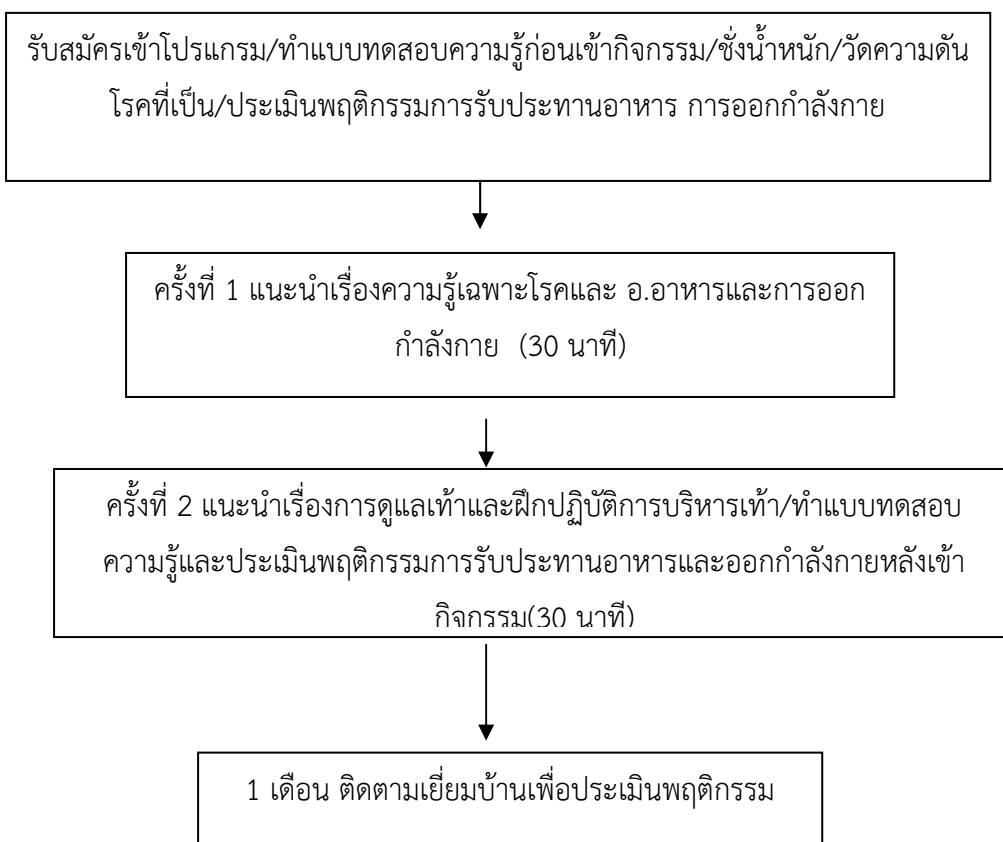 รับสมัครเข้าโปรแกรม/ทำแบบทดสอบความรู้ก่อนเข้ากิจกรรม/ชั่งน้ำหนัก/วัดความดัน
โรคที่เป็น/ประเมินพฤติกรรมการรับประทานอาหาร การออกกำลังกาย
ครั้งที่ 1 แนะนำเรื่องความรู้เฉพาะโรคและ อ.อาหารและการออก
กำลังกาย (30 นาที)
ครั้งที่ 2 แนะนำเรื่องการดูแลเท้าและฝึกปฏิบัติการบริหารเท้า/ทำแบบทดสอบ
ความรู้และประเมินพฤติกรรมการรับประทานอาหารและออกกำลังกายหลังเข้า
กิจกรรม(30 นาที)
1 เดือน ติดตามเยี่ยมบ้านเพื่อประเมินพฤติกรรม